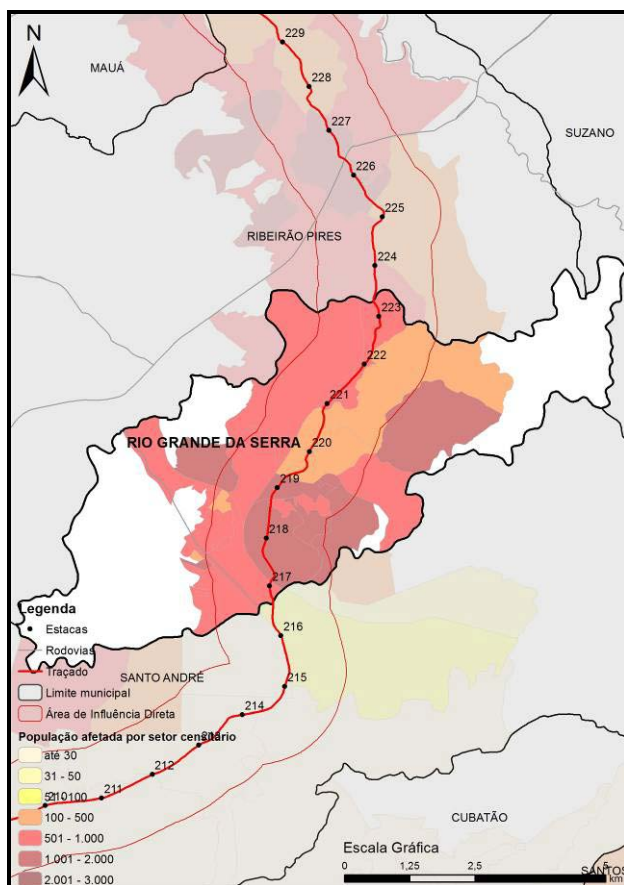 N
229
MAUÁ
228
SUZANO
227
226
225
RIBEIRÃO PIRES
224
223
222
221
RIO GRANDE DA SERRA
220
219
218
217
Legenda
Estacas
216
Rodovias
Traçado
SANTO ANDRÉ
215
Limite municipal
214
Área de Influência Direta
População afetada por setor censitário
até 30
212
31 - 50
211
100 - 500
CUBATÃO
501 - 1.000
Escala Gráfica
1.001 - 2.000
0 1,25 2,5 5
km
2.001 - 3.000
SANTOS